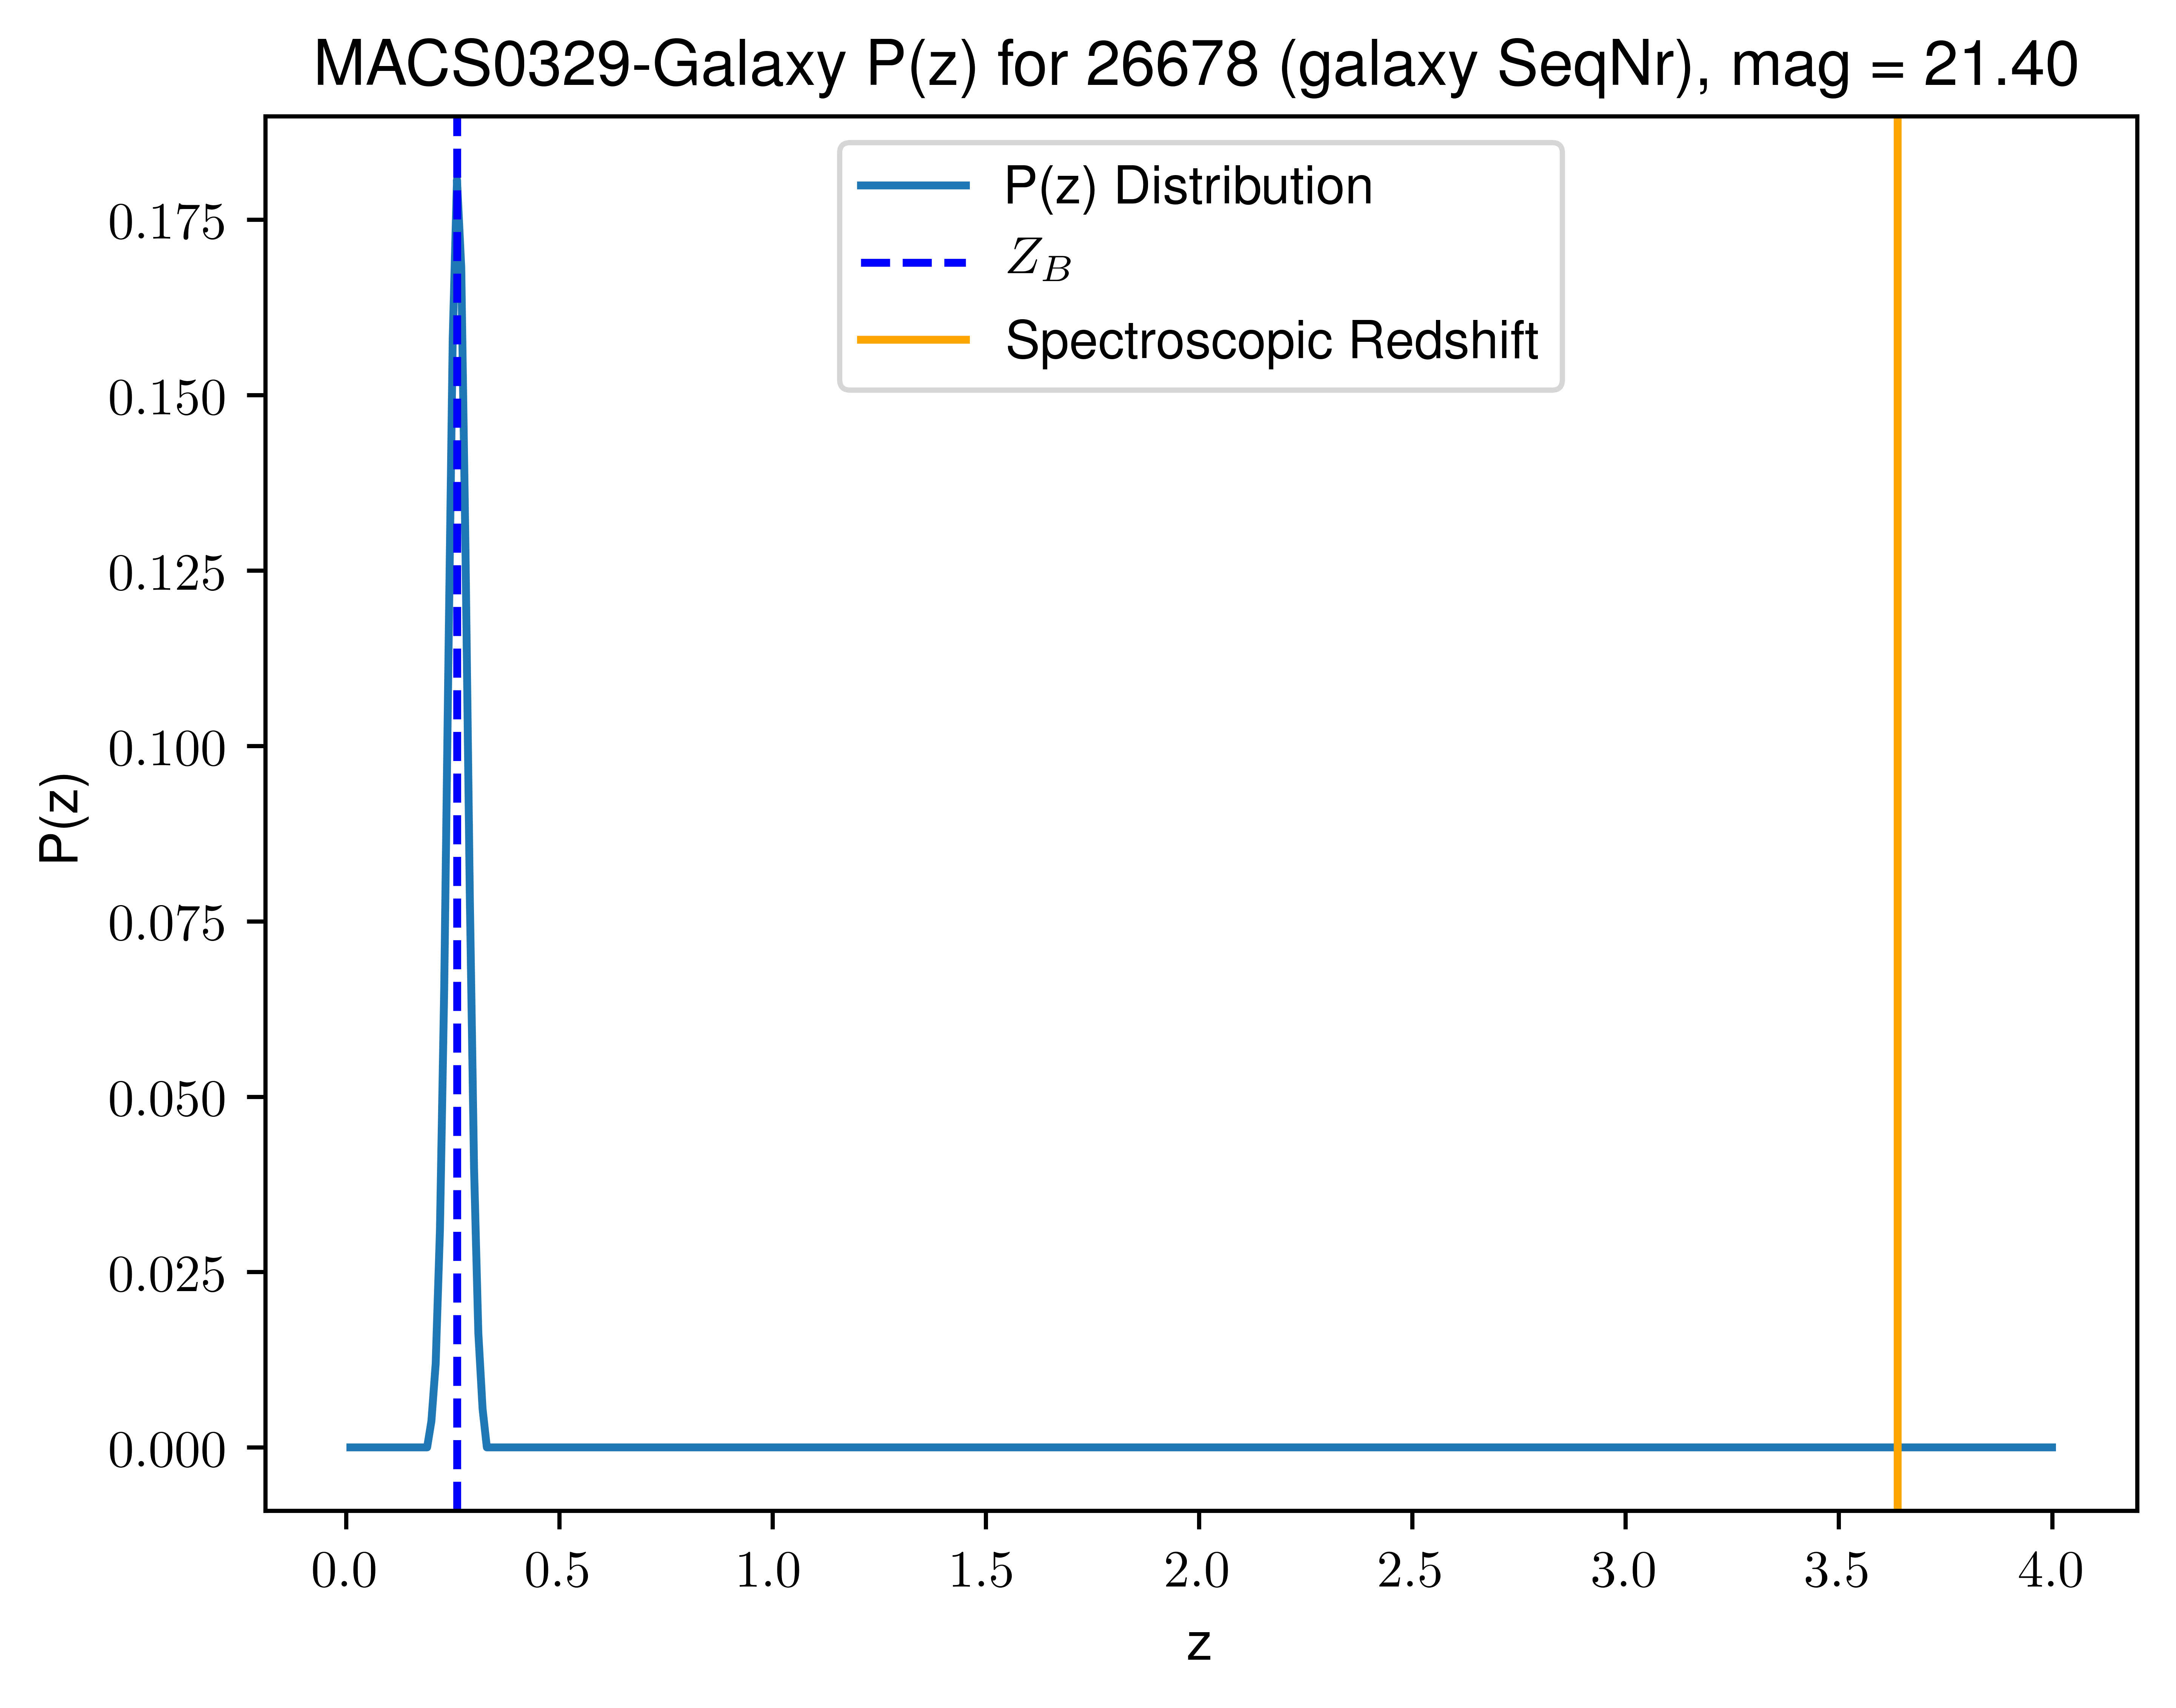 MACS0329-Galaxy P(z) for 26678 (galaxy SeqNr), mag = 21.40
P(z) Distribution
Z_B
Spectroscopic Redshift
0.175
0.150
0.125
0.100
0.075
0.050
0.025
0.000
P(z)
0.0 0.5 1.0 1.5 2.0 2.5 3.0 3.5 4.0
z